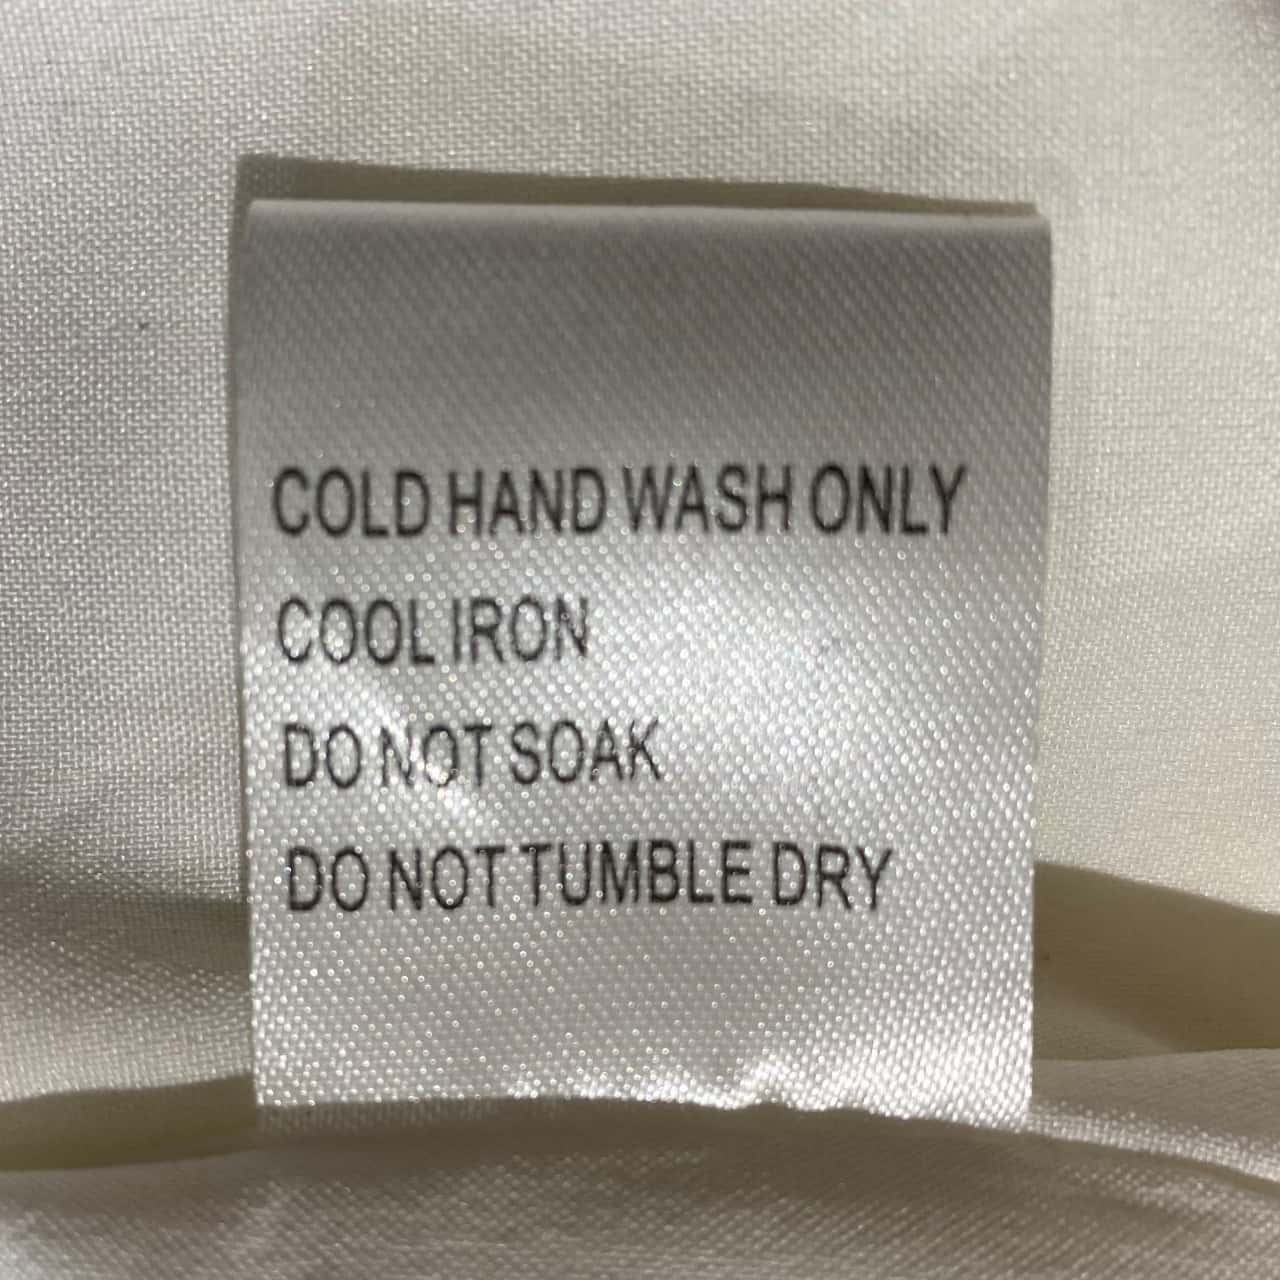 COLD HAND WASH ONLY
COOL IRON
DO NOT SOAK
DO NOT TUMBLE DRY